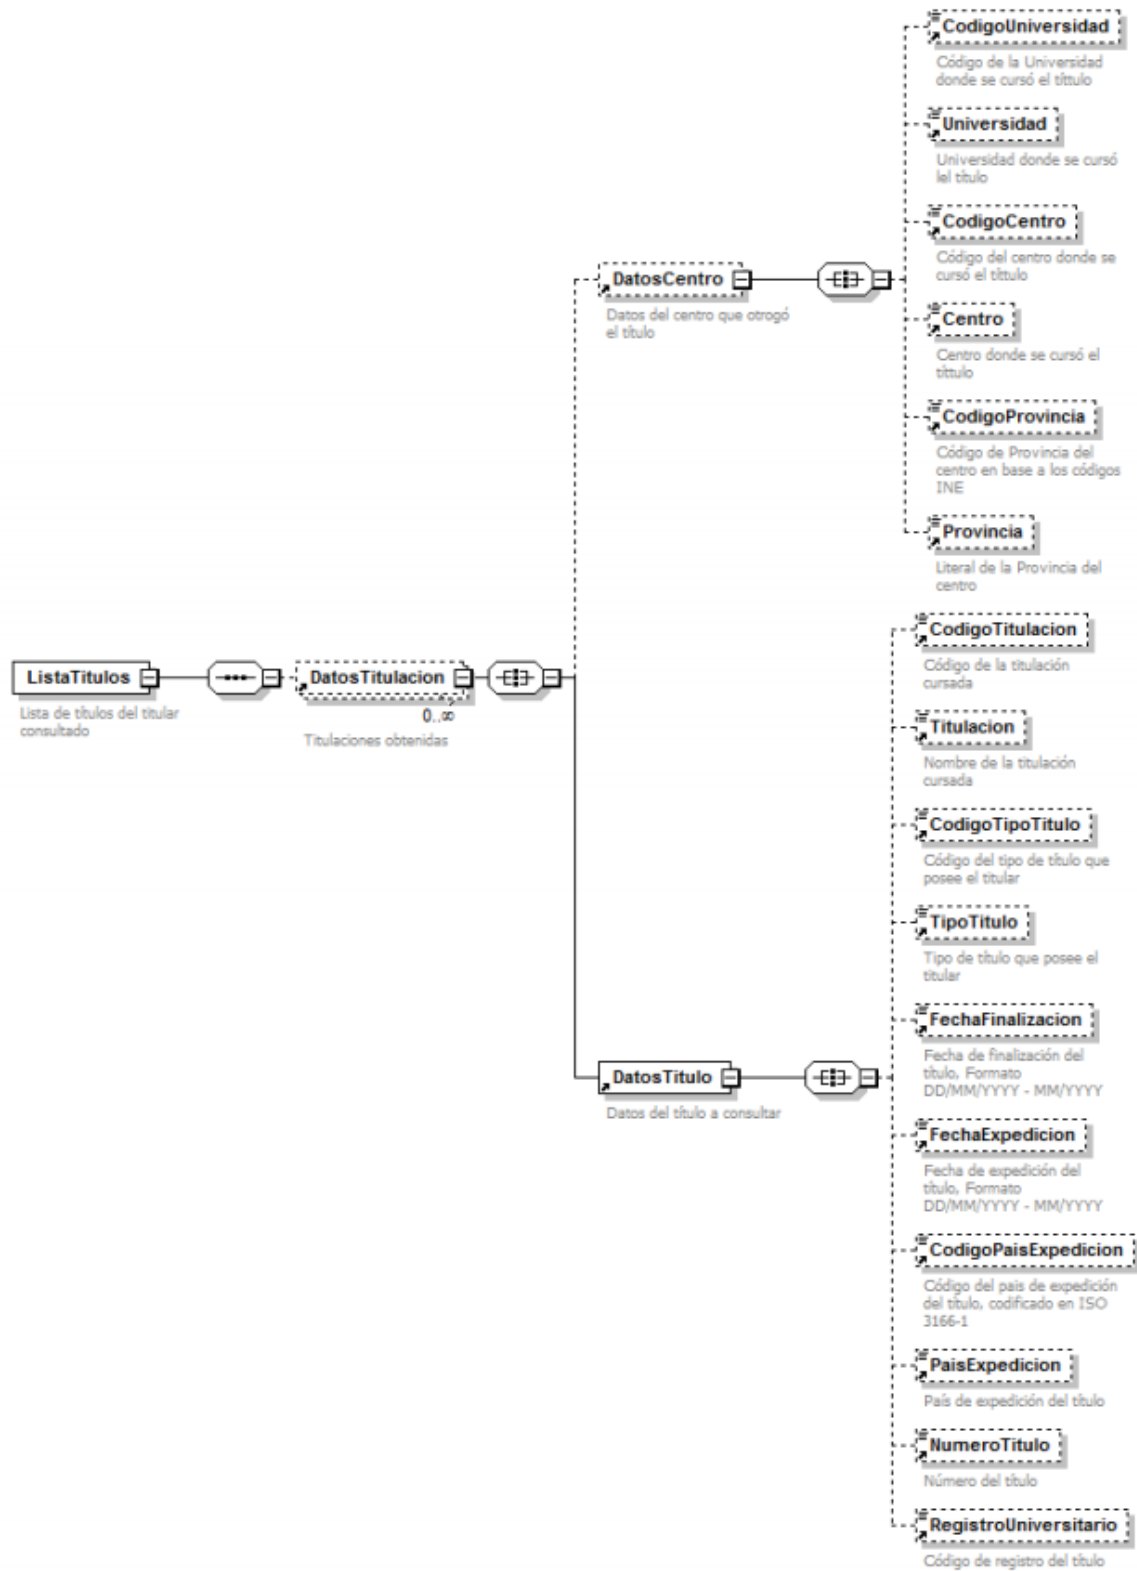 CodigoUniversidad
Código de la Universidad
donde se cursó el títtulo
Universidad
Universidad donde se cursó
lel título
CodigoCentro
Código del centro donde se
cursó el títtulo
DatosCentro
Datos del centro que otrogó
el título
Centro
Centro donde se cursó el
títtulo
CodigoProvincia
Código de Provincia del
centro en base a los códigos
INE
Provincia
Literal de la Provincia del
centro
ListaTitulos
Lista de títulos del titular
consultado
DatosTitulacion
0..∞
Titulaciones obtenidas
CodigoTitulacion
Código de la titulación
cursada
Titulacion
Nombre de la titulación
cursada
CodigoTipoTitulo
Código del tipo de título que
posee el titular
TipoTitulo
Tipo de título que posee el
titular
FechaFinalizacion
Fecha de finalización del
título. Formato
DD/MM/YYYY - MM/YYYY
DatosTitulo
Datos del título a consultar
FechaExpedicion
Fecha de expedición del
título. Formato
DD/MM/YYYY - MM/YYYY
CodigoPaisExpedicion
Código del pais de expedición
del título, codificado en ISO
3166-1
PaisExpedicion
País de expedición del título
NumeroTitulo
Número del título
RegistroUniversitario
Código de registro del título